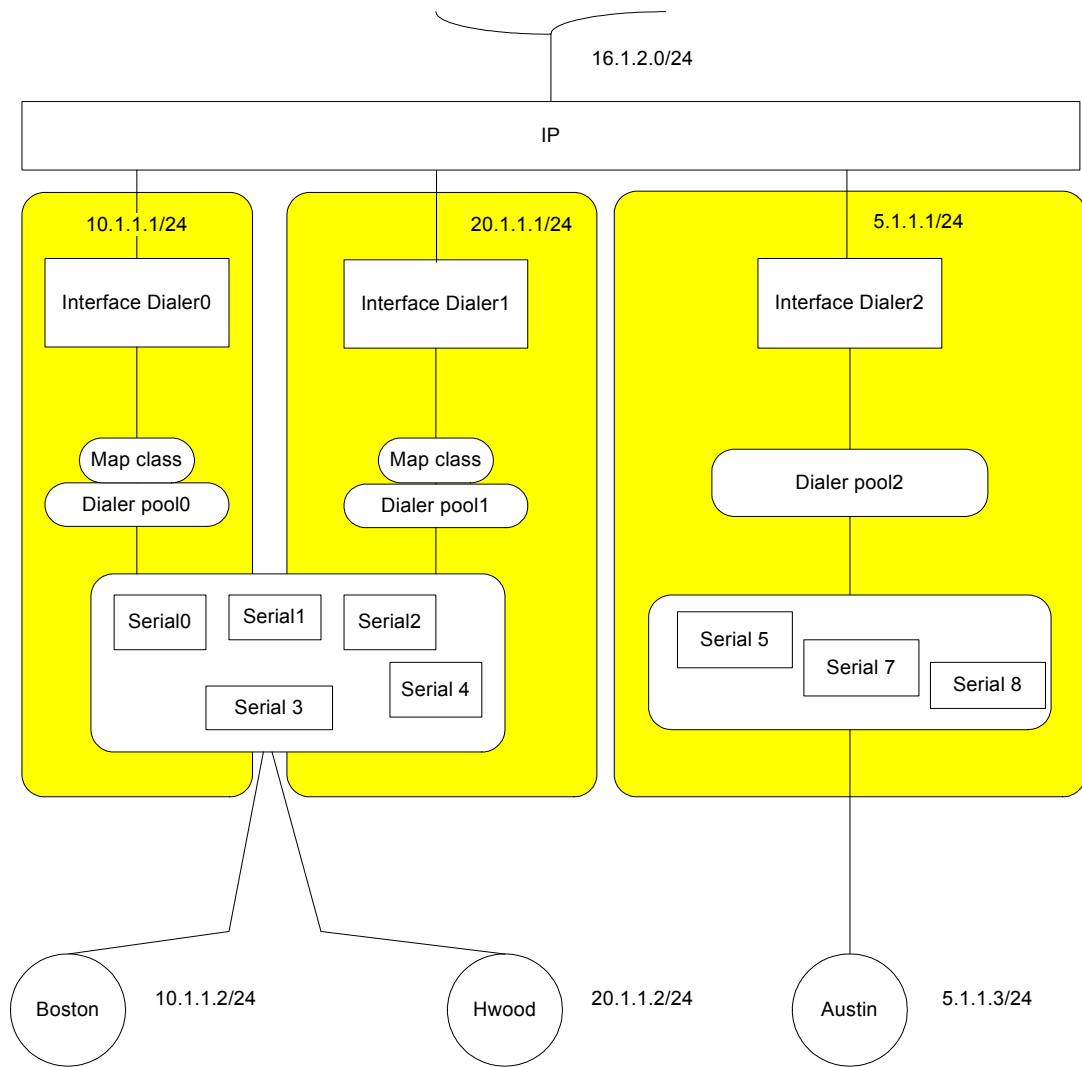 16.1.2.0/24
IP
10.1.1.1/24
20.1.1.1/24
5.1.1.1/24
Interface Dialer0
Interface Dialer1
Interface Dialer2
Map class
Map class
Dialer pool0
Dialer pool1
Dialer pool2
Serial0
Serial1
Serial2
Serial 3
Serial 4
Serial 5
Serial 7
Serial 8
Boston
10.1.1.2/24
Hwood
20.1.1.2/24
Austin
5.1.1.3/24